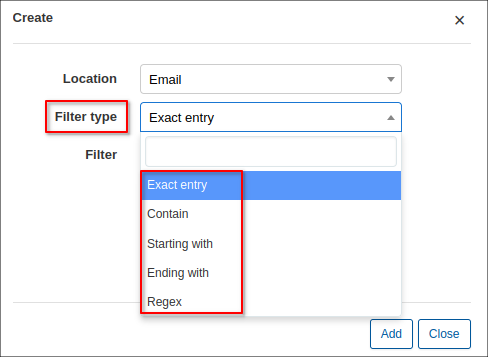 Create
Location
Email
Filter type
Exact entry
Filter
Exact entry
Contain
Starting with
Ending with
Regex
Add
Close